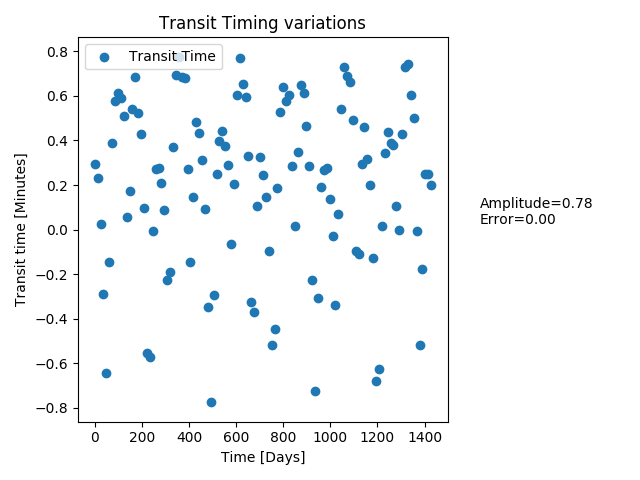 Transit Timing variations
Transit Time
0.8
0.6
0.4
0.2
0.0
−0.2
−0.4
−0.6
−0.8
Transit time [Minutes]
0
200
400
600
800
1000
1200
1400
Time [Days]
Amplitude=0.78
Error=0.00